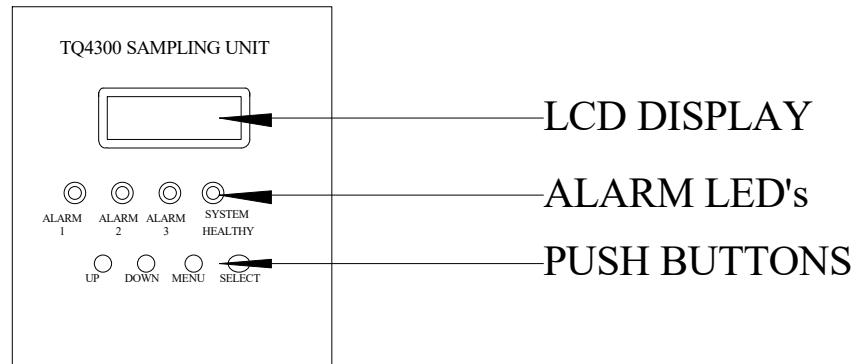 TQ4300 SAMPLING UNIT
LCD DISPLAY
ALARM LED's
ALARM 1
ALARM 2
ALARM 3
SYSTEM HEALTHY
PUSH BUTTONS
UP DOWN MENU SELECT